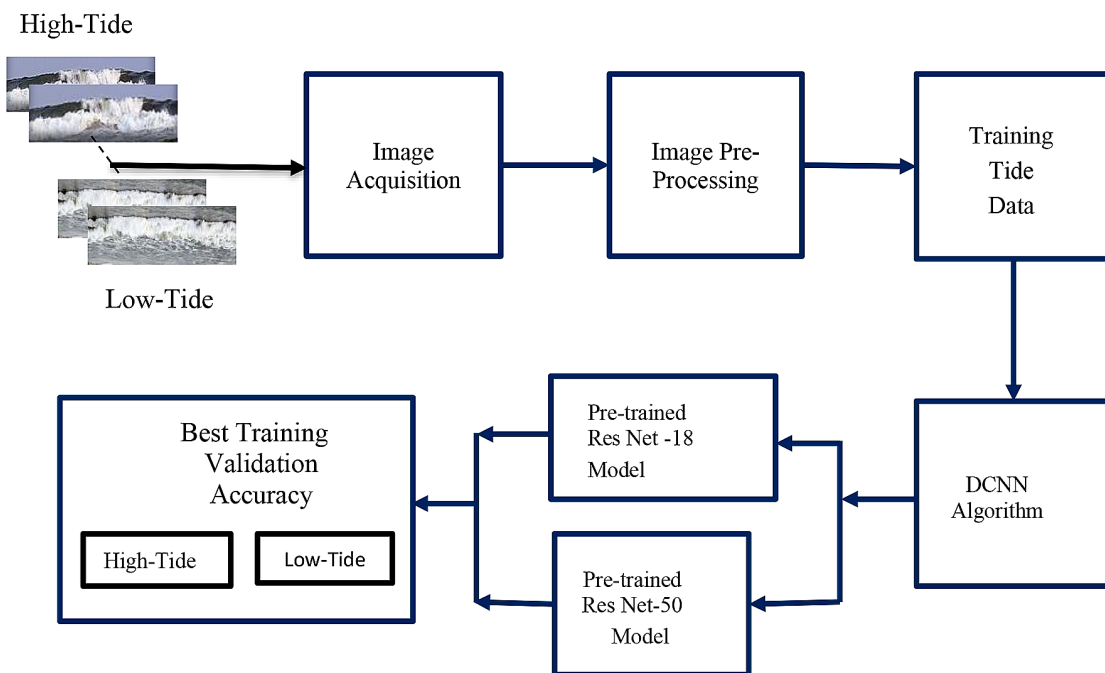 High-Tide
Low-Tide
Image
Acquisition
Image Pre-
Processing
Training
Tide
Data
DCNN
Algorithm
Pre-trained
Res Net -18
Model
Pre-trained
Res Net-50
Model
Best Training
Validation
Accuracy
High-Tide
Low-Tide